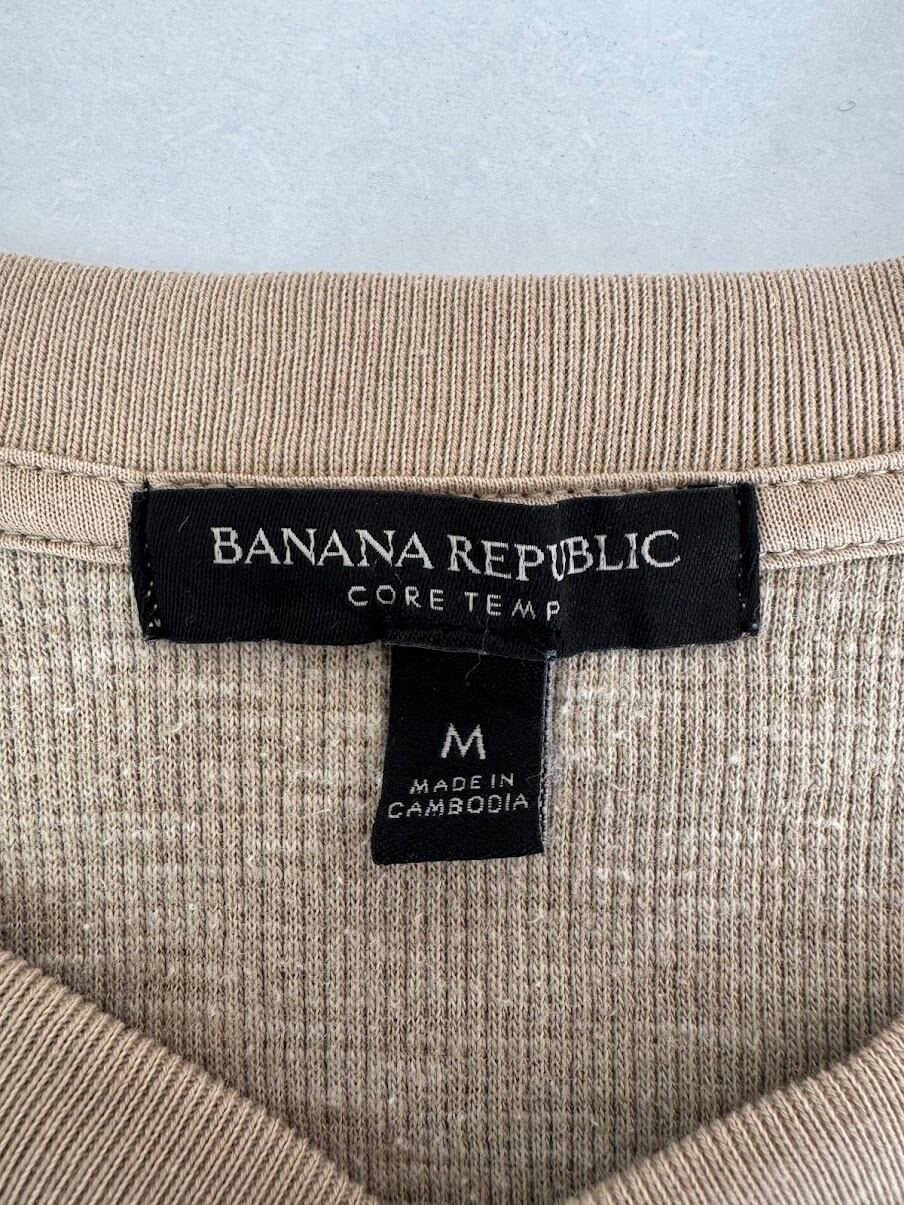 BANANA REPUBLIC
CORE TEMP
M
MADE IN
CAMBODIA